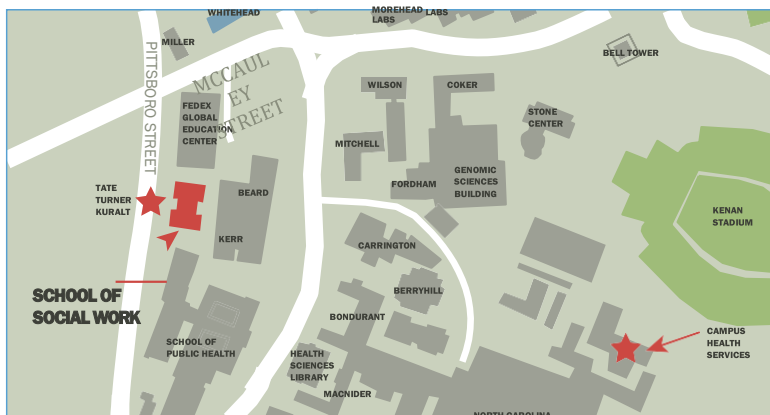 WHITEHEAD
MOREHEAD
LABS
LABS
MILLER
BELL TOWER
PITTSBORO STREET
MCCAUL
EY
STREET
WILSON
COKER
FEDEX
GLOBAL
EDUCATION
CENTER
STONE
CENTER
MITCHELL
GENOMIC
SCIENCES
BUILDING
FORDHAM
TATE
TURNER
KURALT
BEARD
KENAN
STADIUM
KERR
CARRINGTON
BERRYHILL
SCHOOL OF
SOCIAL WORK
BONDURANT
CAMPUS
HEALTH
SERVICES
SCHOOL OF
PUBLIC HEALTH
HEALTH
SCIENCES
LIBRARY
MACNIDER
NORTH CAROLINA